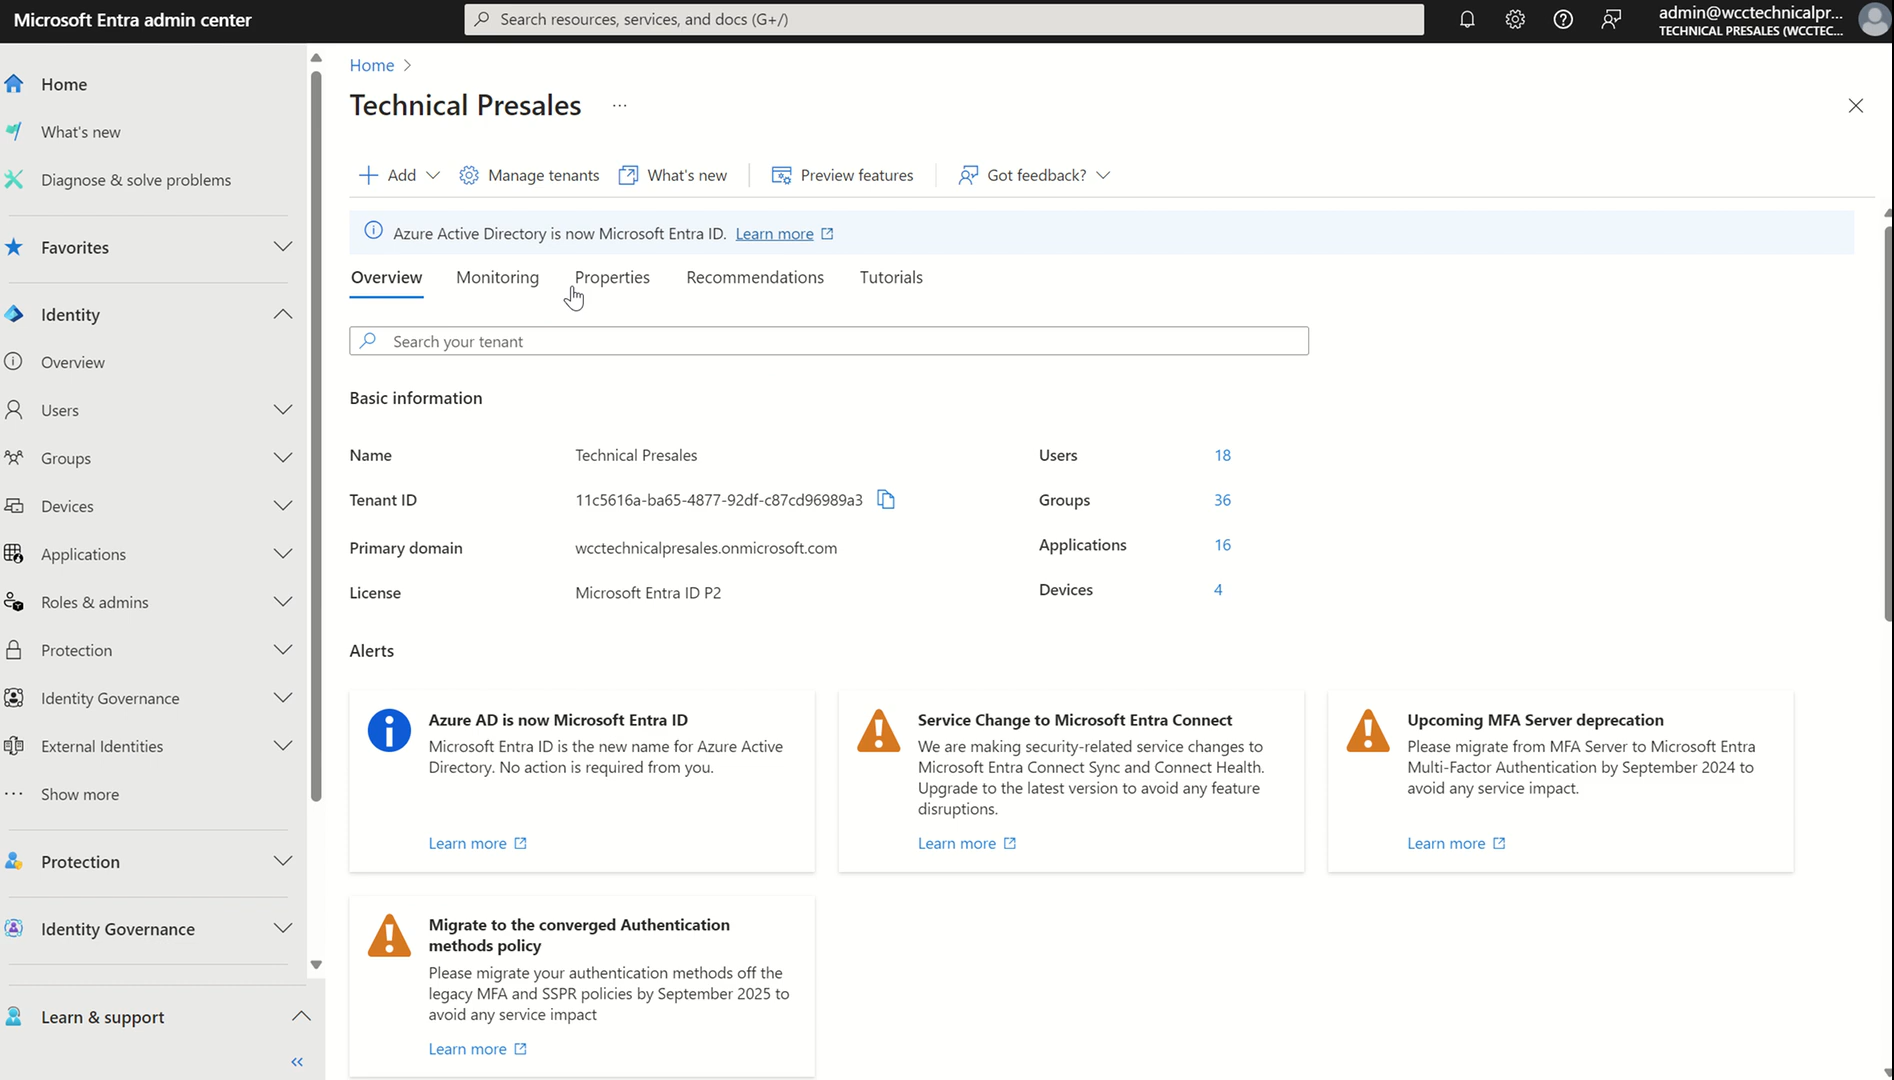 Microsoft Entra admin center
Search resources, services, and docs (G+/)
admin@wcctechnicalpr...
TECHNICAL PRESALES (WCCTEC...
Home
What's new
Diagnose & solve problems
Favorites
Identity
Overview
Users
Groups
Devices
Applications
Roles & admins
Protection
Identity Governance
External Identities
Show more
Protection
Identity Governance
Learn & support
Home
Technical Presales
Add
Manage tenants
What's new
Preview features
Got feedback?
Azure Active Directory is now Microsoft Entra ID. Learn more
Overview
Monitoring
Properties
Recommendations
Tutorials
Search your tenant
Basic information
Name
Technical Presales
Users
18
Tenant ID
11c5616a-ba65-4877-92df-c87cd96989a3
Groups
36
Primary domain
wcctechnicalpresales.onmicrosoft.com
Applications
16
License
Microsoft Entra ID P2
Devices
4
Alerts
Azure AD is now Microsoft Entra ID
Microsoft Entra ID is the new name for Azure Active
Directory. No action is required from you.
Learn more
Service Change to Microsoft Entra Connect
We are making security-related service changes to
Microsoft Entra Connect Sync and Connect Health.
Upgrade to the latest version to avoid any feature
disruptions.
Learn more
Upcoming MFA Server deprecation
Please migrate from MFA Server to Microsoft Entra
Multi-Factor Authentication by September 2024 to
avoid any service impact.
Learn more
Migrate to the converged Authentication
methods policy
Please migrate your authentication methods off the
legacy MFA and SSPR policies by September 2025 to
avoid any service impact
Learn more